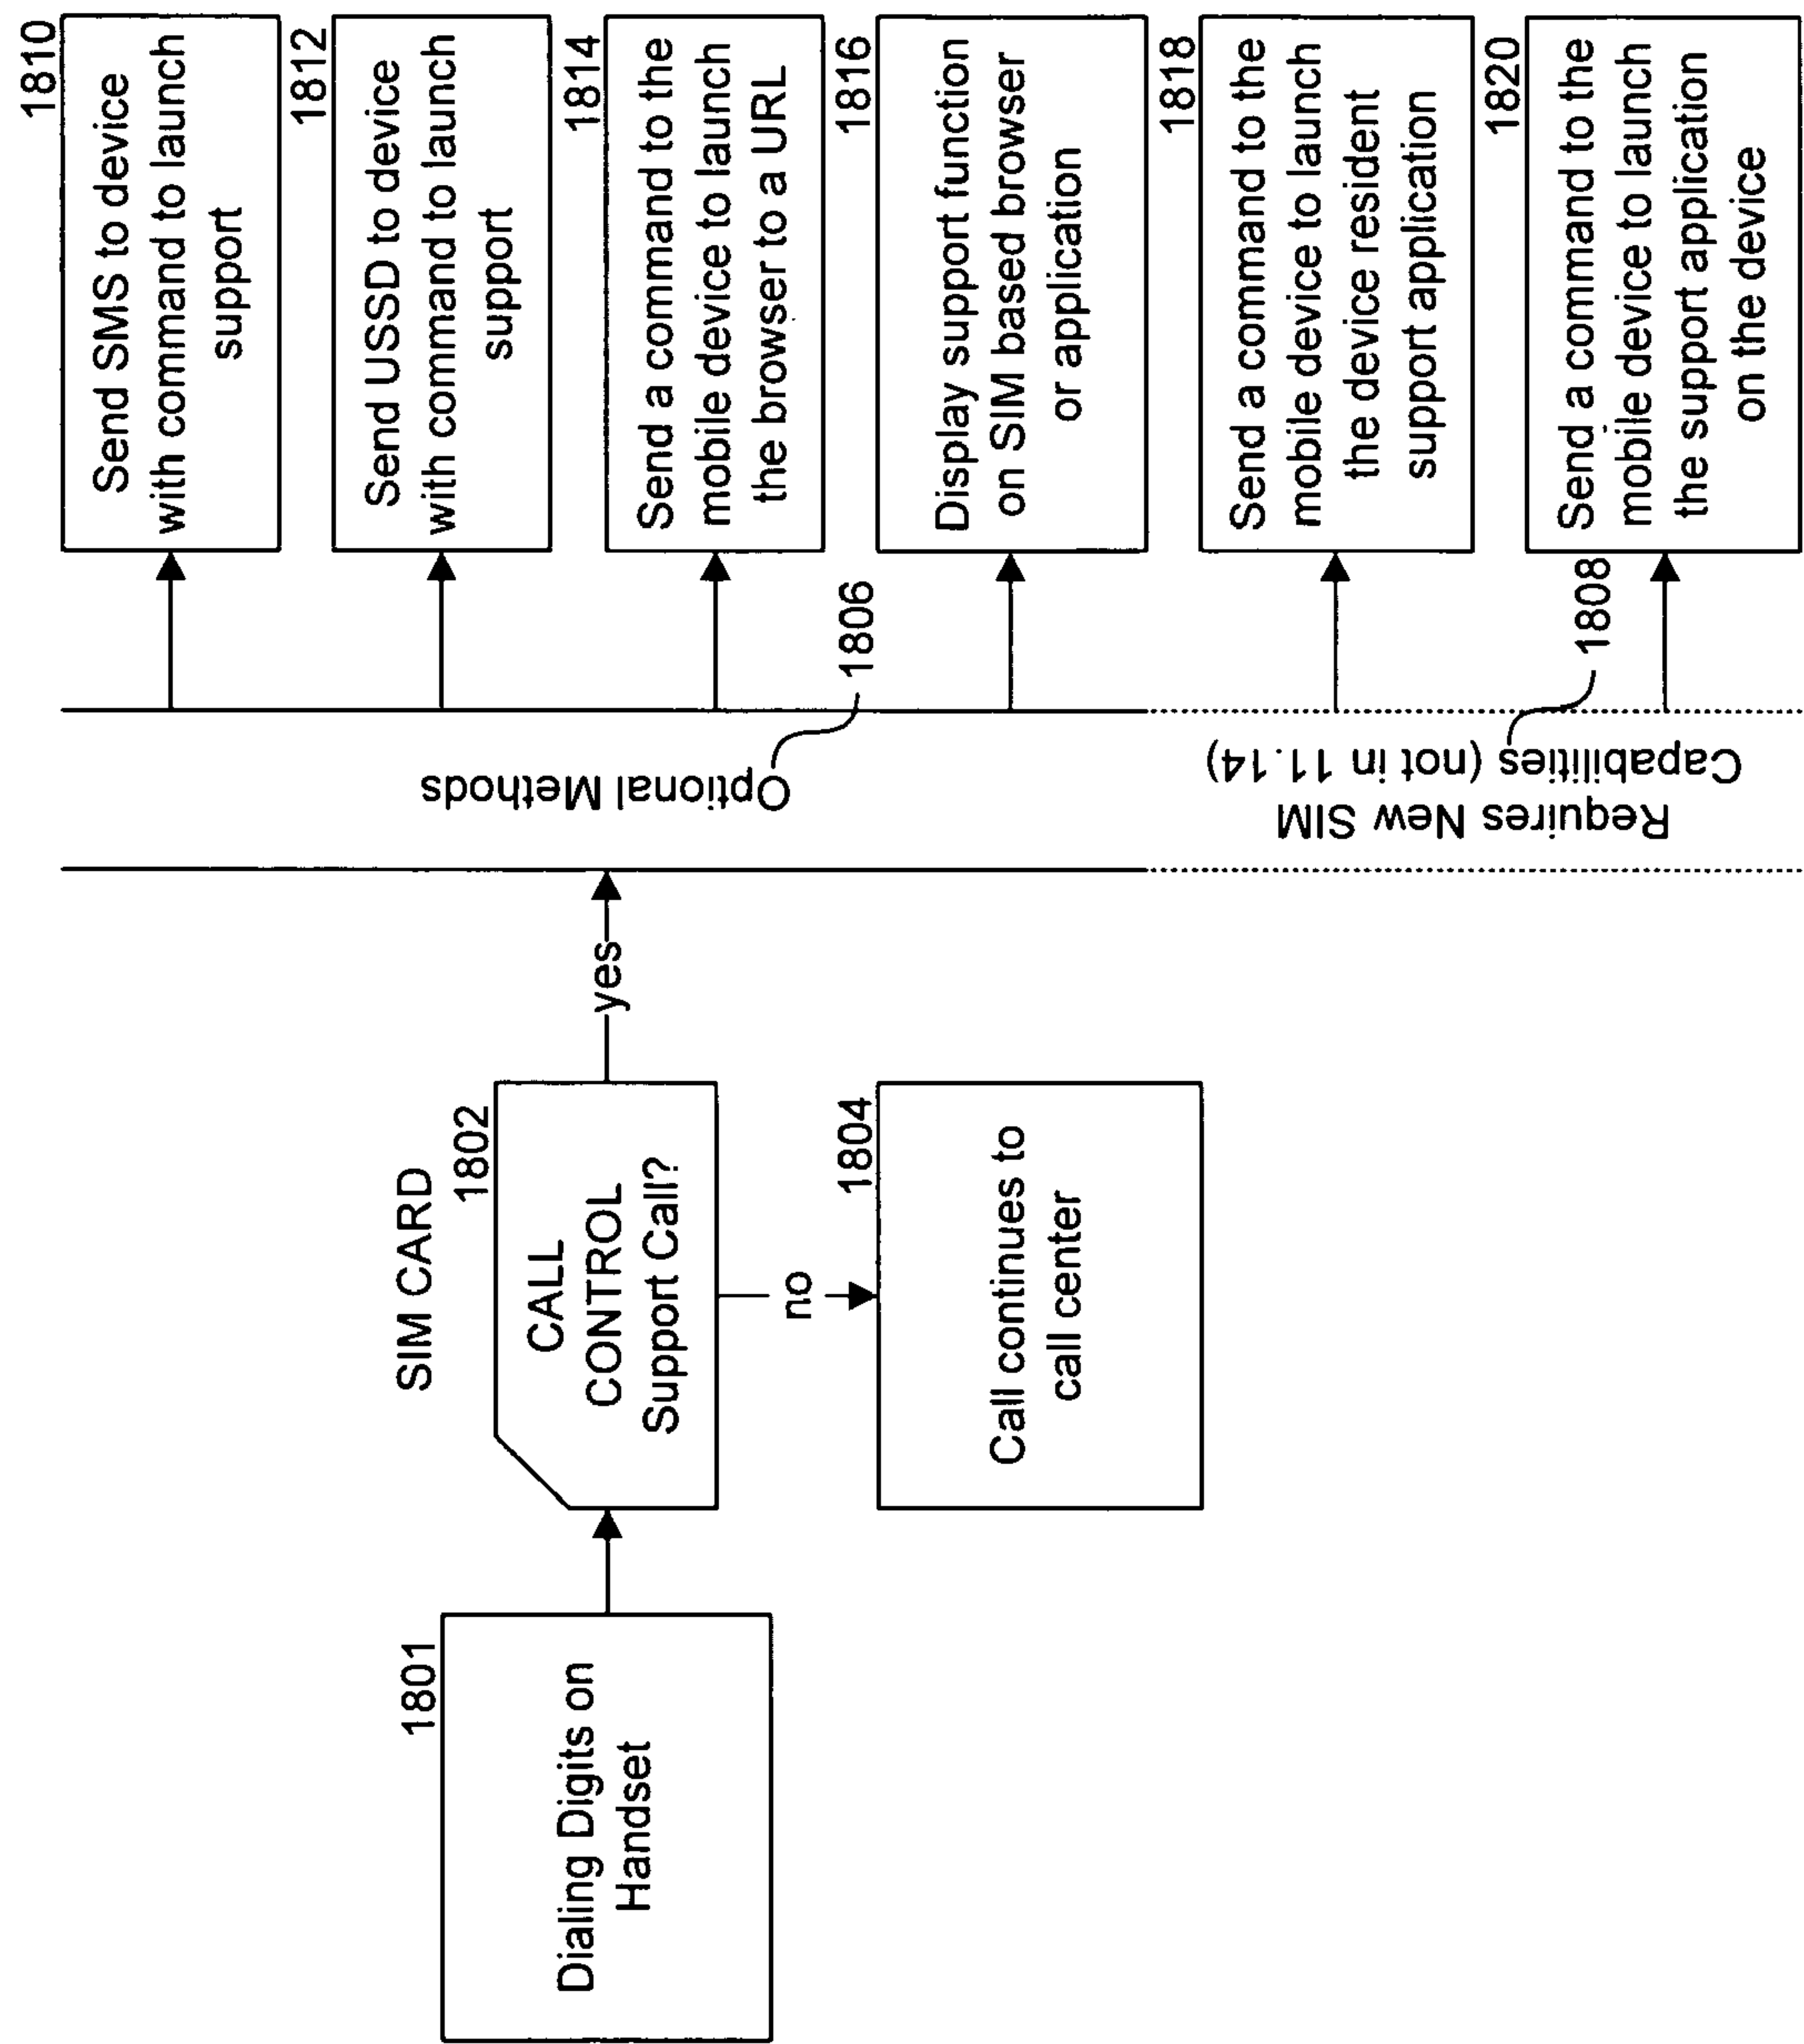 1801
Dialing Digits on
Handset
SIM CARD
1802
CALL
CONTROL
Support Call?
yes
no
1804
Call continues to
call center
Optional Methods
1806
Requires New SIM
Capabilities (not in 11.14)
1808
1810
Send SMS to device
with command to launch
support
1812
Send USSD to device
with command to launch
support
1814
Send a command to the
mobile device to launch
the browser to a URL
1816
Display support function
on SIM based browser
or application
1818
Send a command to the
mobile device to launch
the device resident
support application
1820
Send a command to the
mobile device to launch
the support application
on the device